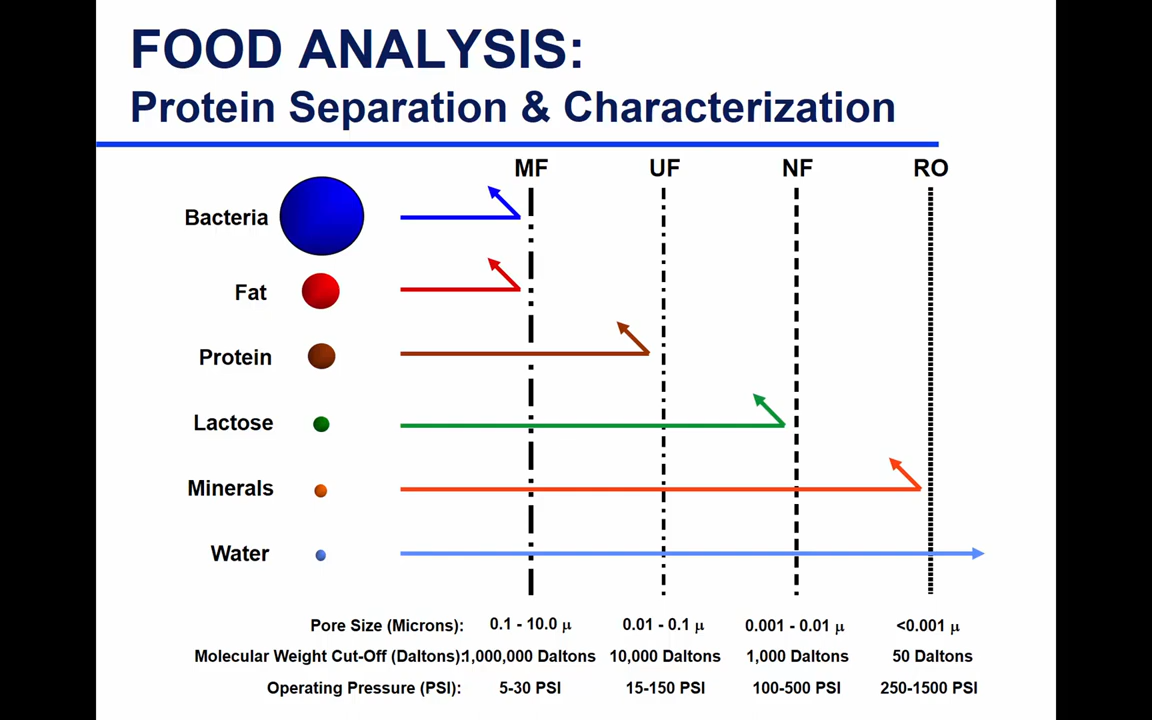 FOOD ANALYSIS:
Protein Separation & Characterization
MF UF NF RO
Bacteria
Fat
Protein
Lactose
Minerals
Water
Pore Size (Microns): 0.1 - 10.0 μ 0.01 - 0.1 μ 0.001 - 0.01 μ <0.001 μ
Molecular Weight Cut-Off (Daltons): 1,000,000 Daltons 10,000 Daltons 1,000 Daltons 50 Daltons
Operating Pressure (PSI): 5-30 PSI 15-150 PSI 100-500 PSI 250-1500 PSI